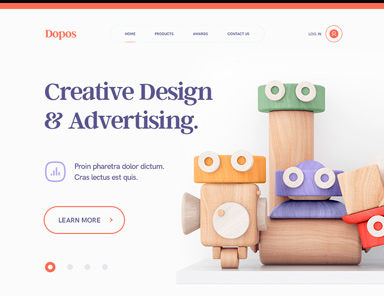 Dopos
HOME PRODUCTS AWARDS CONTACT US
LOG IN
Creative Design
& Advertising.
Proin pharetra dolor dictum.
Cras lectus est quis.
LEARN MORE